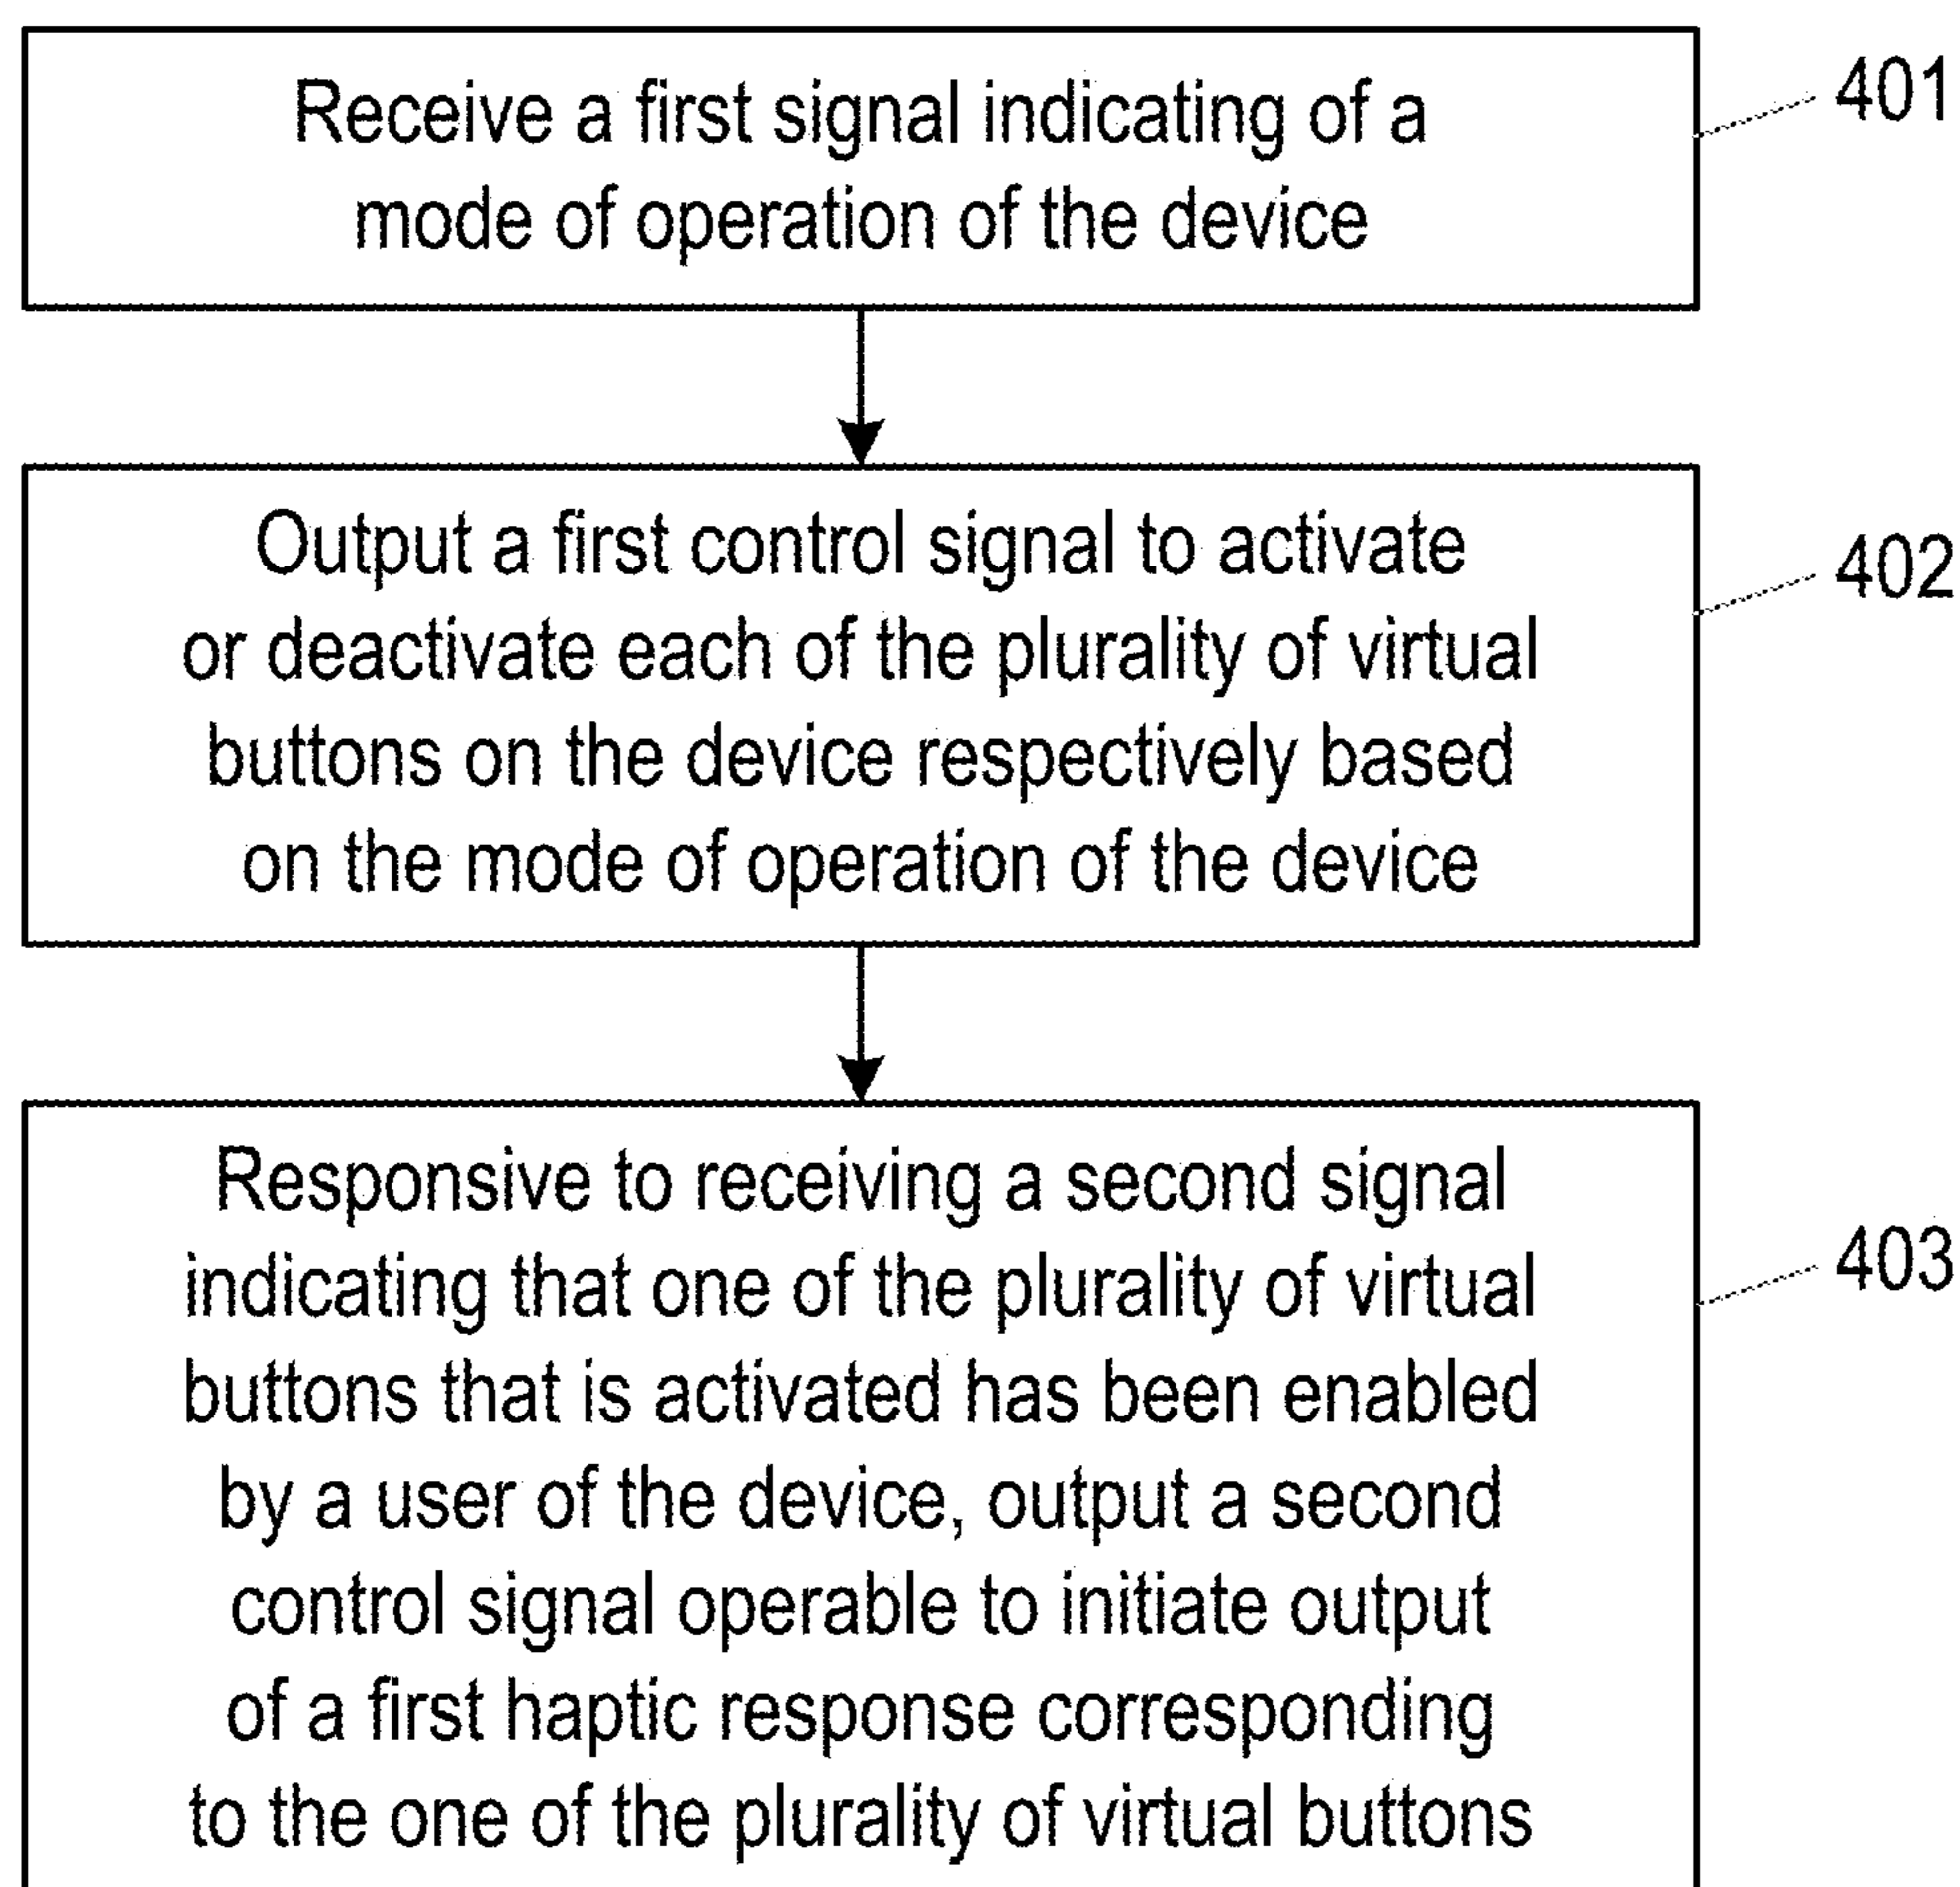 Receive a first signal indicating of a
mode of operation of the device
401
Output a first control signal to activate
or deactivate each of the plurality of virtual
buttons on the device respectively based
on the mode of operation of the device
402
Responsive to receiving a second signal
indicating that one of the plurality of virtual
buttons that is activated has been enabled
by a user of the device, output a second
control signal operable to initiate output
of a first haptic response corresponding
to the one of the plurality of virtual buttons
403